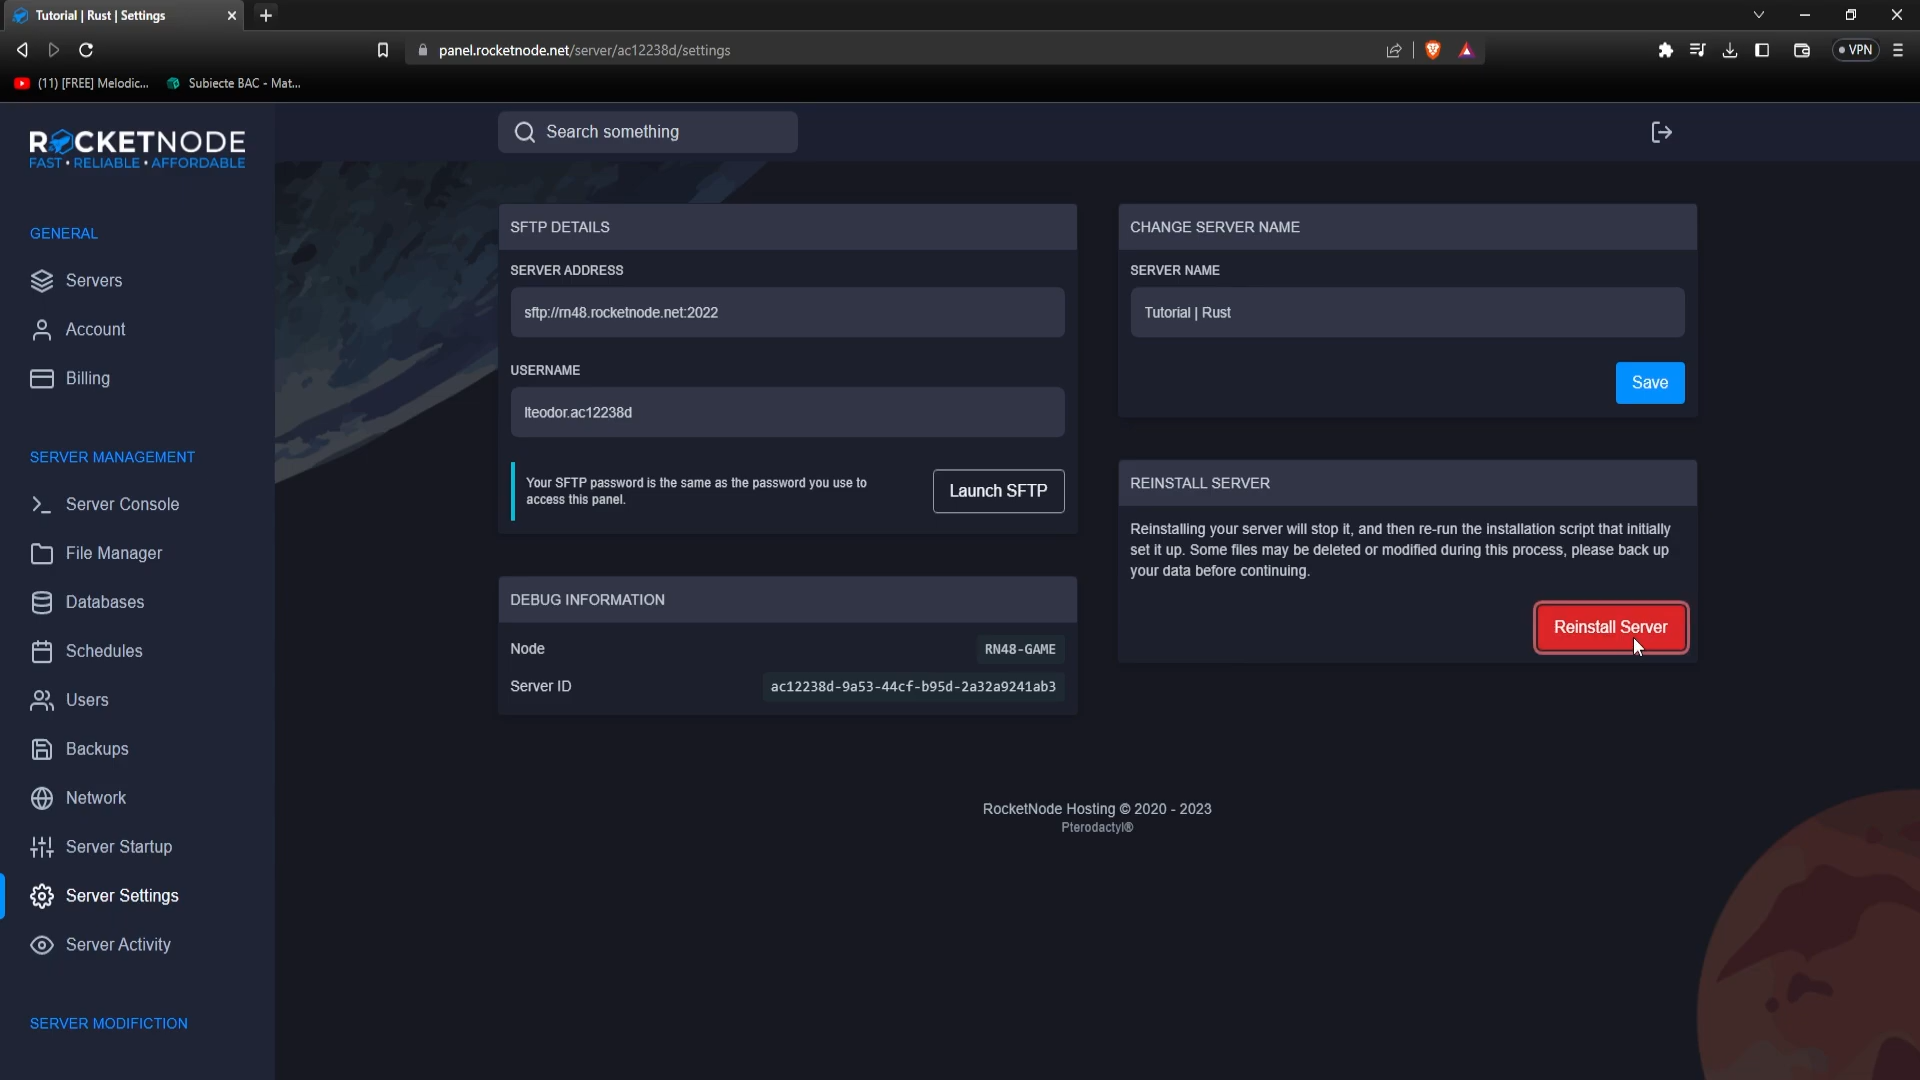 Tutorial | Rust | Settings
panel.rocketnode.net/server/ac12238d/settings
VPN
(11) [FREE] Melodic...
Subiecte BAC - Mat...
ROCKETNODE
FAST • RELIABLE • AFFORDABLE
Search something
GENERAL
Servers
Account
Billing
SERVER MANAGEMENT
Server Console
File Manager
Databases
Schedules
Users
Backups
Network
Server Startup
Server Settings
Server Activity
SERVER MODIFICTION
SFTP DETAILS
SERVER ADDRESS
sftp://rn48.rocketnode.net:2022
USERNAME
lteodor.ac12238d
Your SFTP password is the same as the password you use to
access this panel.
Launch SFTP
DEBUG INFORMATION
Node
RN48-GAME
Server ID
ac12238d-9a53-44cf-b95d-2a32a9241ab3
CHANGE SERVER NAME
SERVER NAME
Tutorial | Rust
Save
REINSTALL SERVER
Reinstalling your server will stop it, and then re-run the installation script that initially
set it up. Some files may be deleted or modified during this process, please back up
your data before continuing.
Reinstall Server
RocketNode Hosting © 2020 - 2023
Pterodactyl®